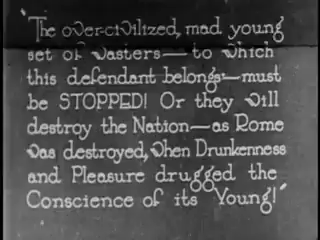 "The over-civilized, mad young
set of wasters—to which
this defendant belongs—must
be STOPPED! Or they will
destroy the Nation—as Rome
was destroyed, when Drunkenness
and Pleasure drugged the
Conscience of its Young!"